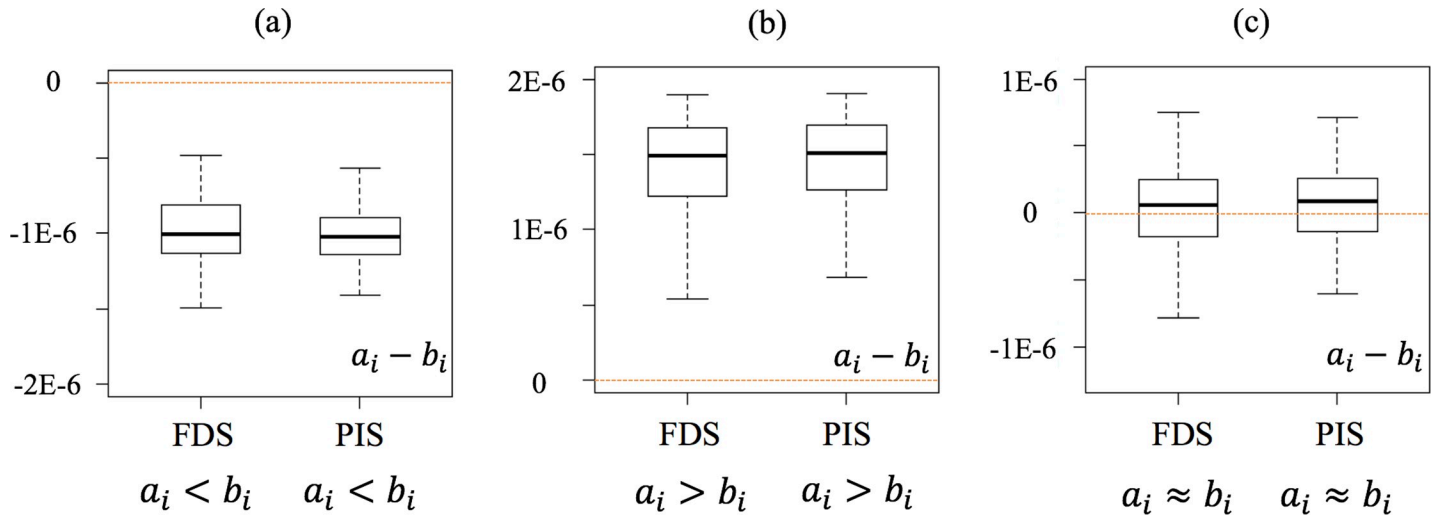 (a) (b) (c)
0
-1E-6
-2E-6
a_i − b_i
FDS PIS
a_i < b_i a_i < b_i
2E-6
1E-6
0
a_i − b_i
FDS PIS
a_i > b_i a_i > b_i
1E-6
0
-1E-6
a_i − b_i
FDS PIS
a_i ≈ b_i a_i ≈ b_i